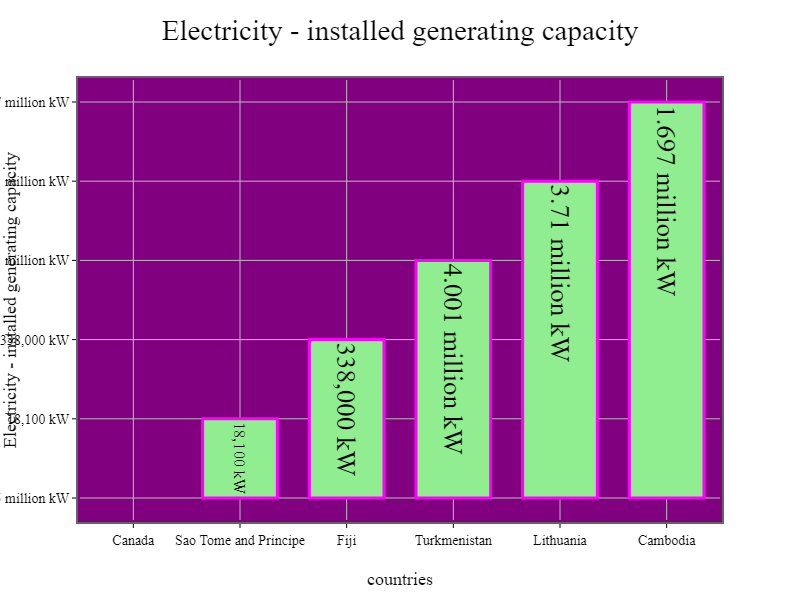 Electricity - installed generating capacity
Electricity - installed generating capacity
million kW
million kW
million kW
338,000 kW
18,100 kW
million kW
18,100 kW
338,000 kW
4.001 million kW
3.71 million kW
1.697 million kW
Canada
Sao Tome and Principe
Fiji
Turkmenistan
Lithuania
Cambodia
countries